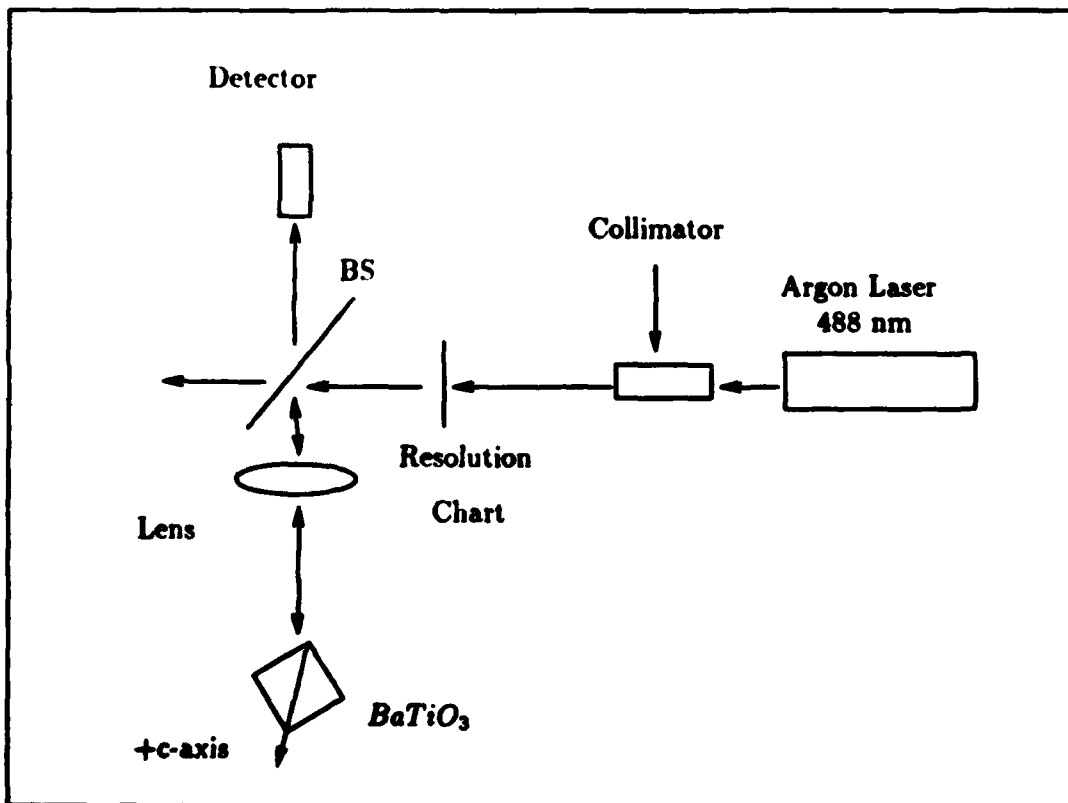 Detector
Collimator
BS
Argon Laser
488 nm
Resolution
Chart
Lens
BaTiO₃
+c-axis